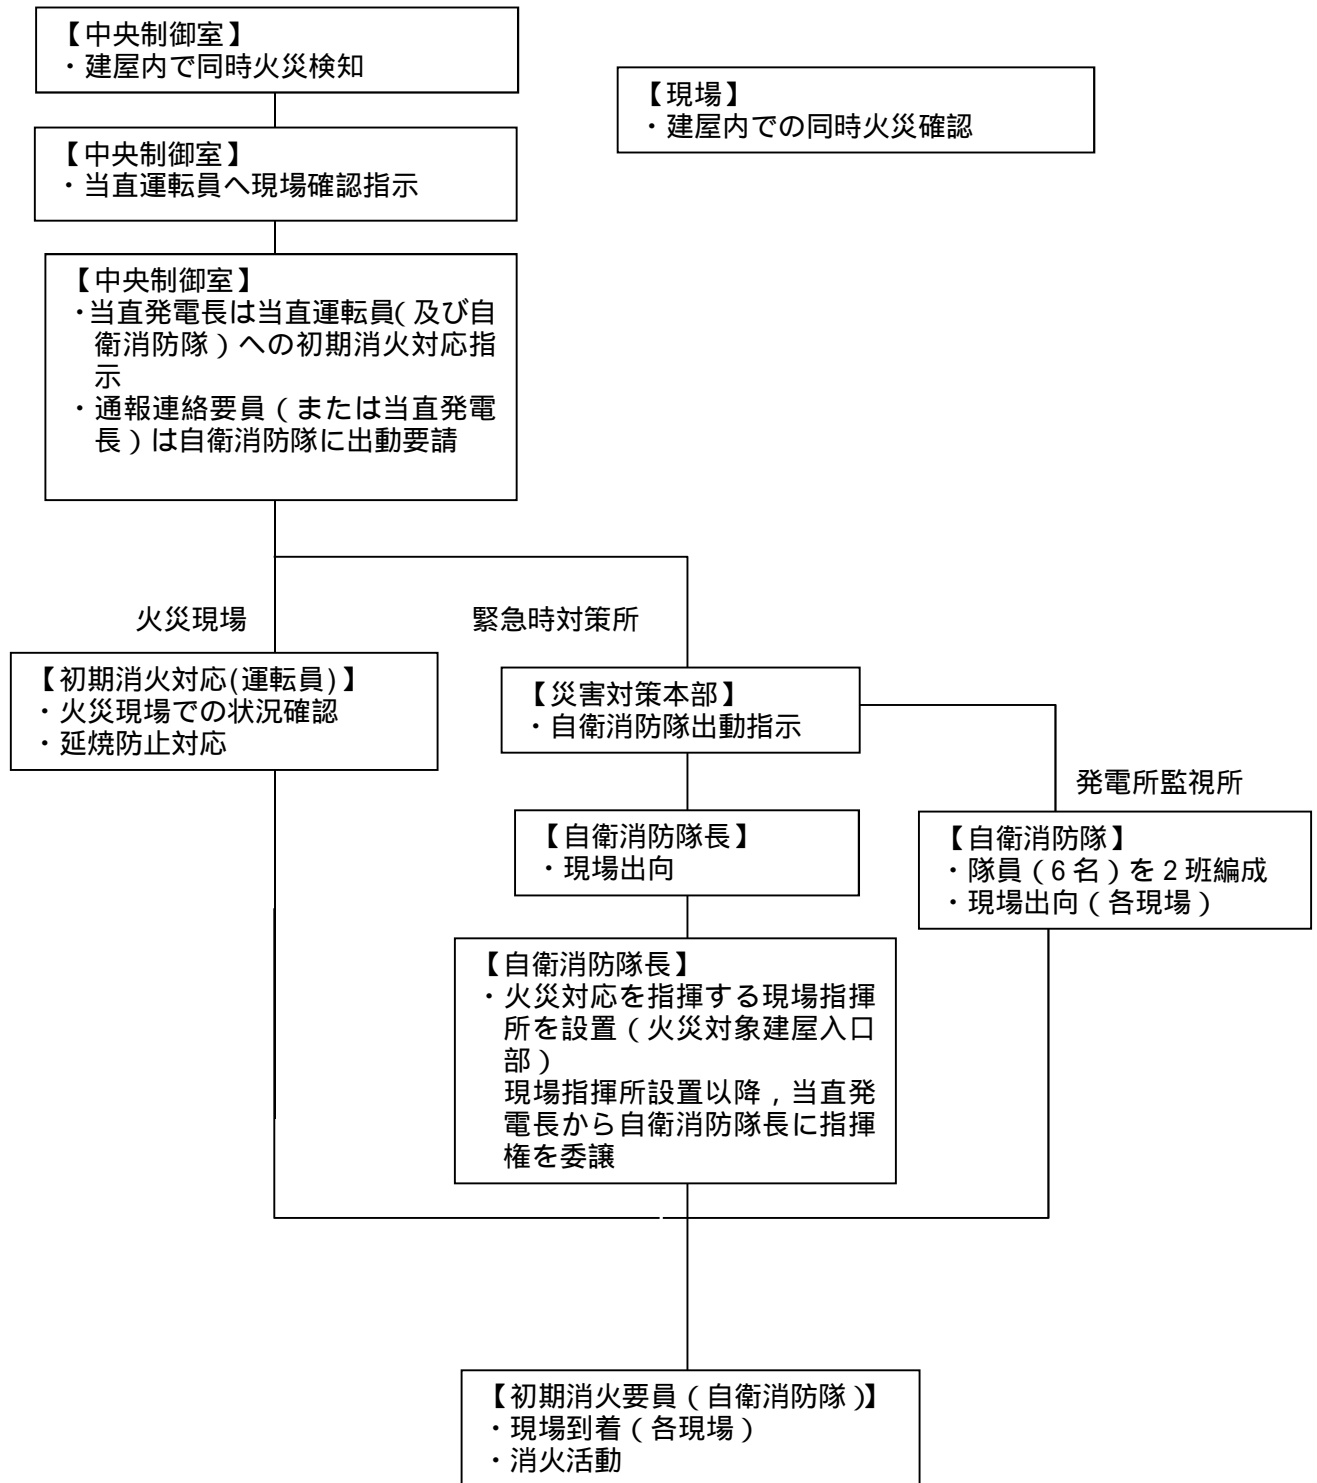 【中央制御室】
・建屋内で同時火災検知
【現場】
・建屋内での同時火災確認
【中央制御室】
・当直運転員へ現場確認指示
【中央制御室】
・当直発電長は当直運転員(及び自
衛消防隊)への初期消火対応指
示
・通報連絡要員(または当直発電
長)は自衛消防隊に出動要請
火災現場
緊急時対策所
【初期消火対応(運転員)】
・火災現場での状況確認
・延焼防止対応
【災害対策本部】
・自衛消防隊出動指示
発電所監視所
【自衛消防隊長】
・現場出向
【自衛消防隊】
・隊員(6名)を2班編成
・現場出向(各現場)
【自衛消防隊長】
・火災対応を指揮する現場指揮
所を設置(火災対象建屋入口
部)
現場指揮所設置以降,当直発
電長から自衛消防隊長に指揮
権を委譲
【初期消火要員(自衛消防隊)】
・現場到着(各現場)
・消火活動